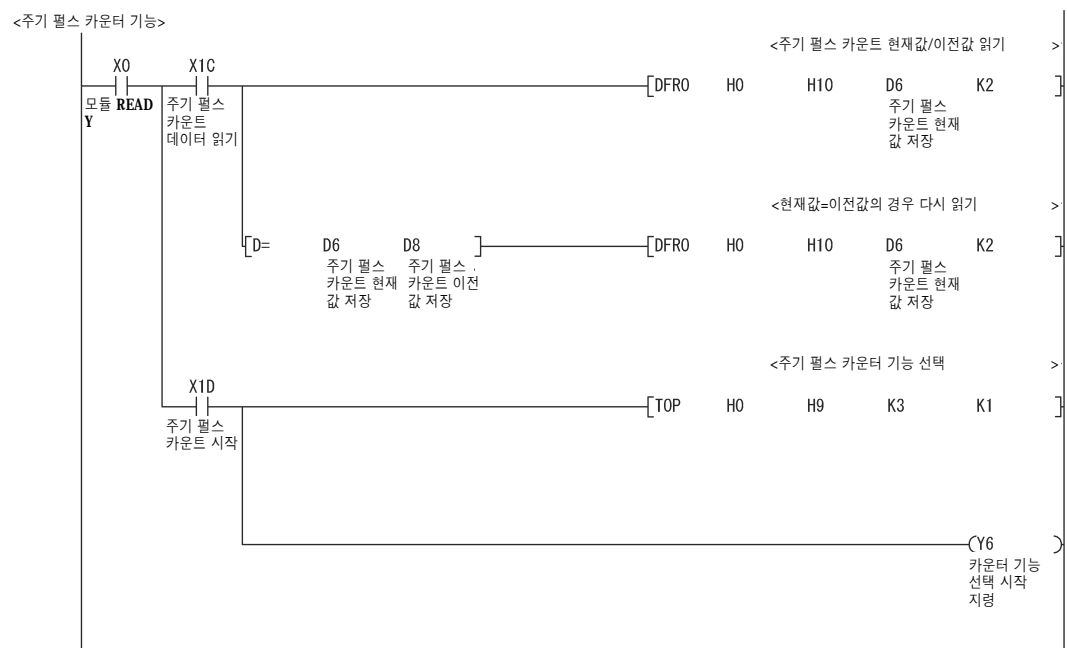 <주기 펄스 카운터 기능>
<주기 펄스 카운트 현재값/이전값 읽기 >
X0 X1C
DFRO H0 H10 D6 K2
모듈 READ
Y
주기 펄스
카운트
데이터 읽기
주기 펄스
카운트 현재
값 저장
<현재값=이전값의 경우 다시 읽기 >
D= D6 D8 DFRO H0 H10 D6 K2
주기 펄스
카운트 현재
값 저장
주기 펄스
카운트 이전
값 저장
주기 펄스
카운트 현재
값 저장
<주기 펄스 카운터 기능 선택 >
X1D
TOP H0 H9 K3 K1
주기 펄스
카운트 시작
Y6
카운터 기능
선택 시작
지령